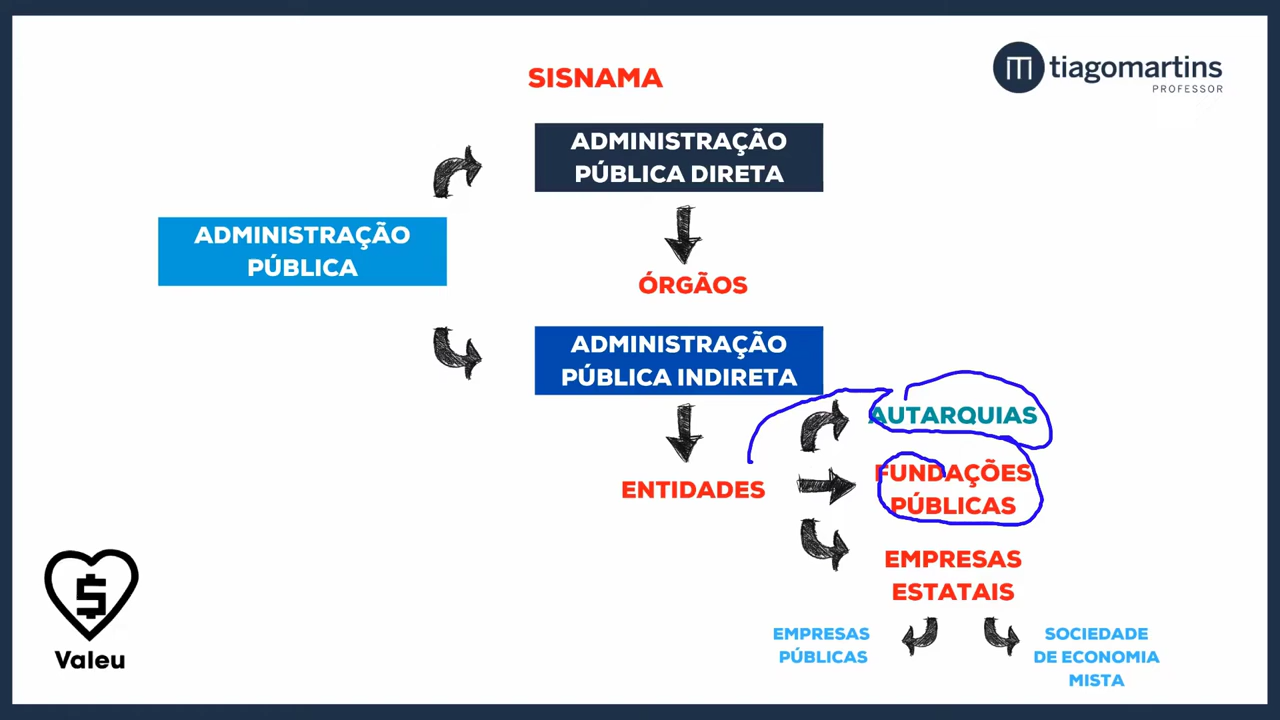 SISNAMA
tiagomartins
PROFESSOR
ADMINISTRAÇÃO
PÚBLICA DIRETA
ADMINISTRAÇÃO
PÚBLICA
ÓRGÃOS
ADMINISTRAÇÃO
PÚBLICA INDIRETA
AUTARQUIAS
ENTIDADES
FUNDAÇÕES
PÚBLICAS
EMPRESAS
ESTATAIS
EMPRESAS
PÚBLICAS
SOCIEDADE
DE ECONOMIA
MISTA
$
Valeu